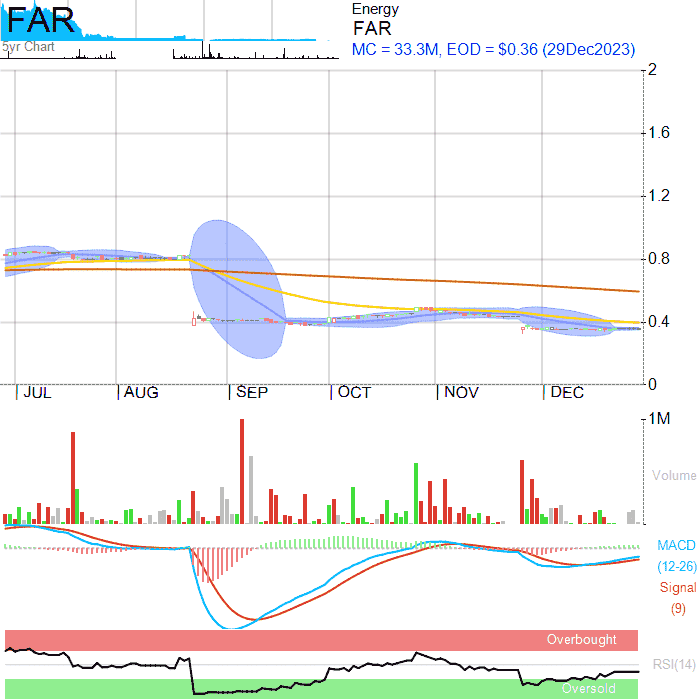 FAR
5yr Chart
Energy
FAR
MC = 33.3M, EOD = $0.36 (29Dec2023)
2
1.6
1.2
0.8
0.4
0
JUL AUG SEP OCT NOV DEC
1M
Volume
MACD
(12-26)
Signal
(9)
Overbought
RSI(14)
Oversold